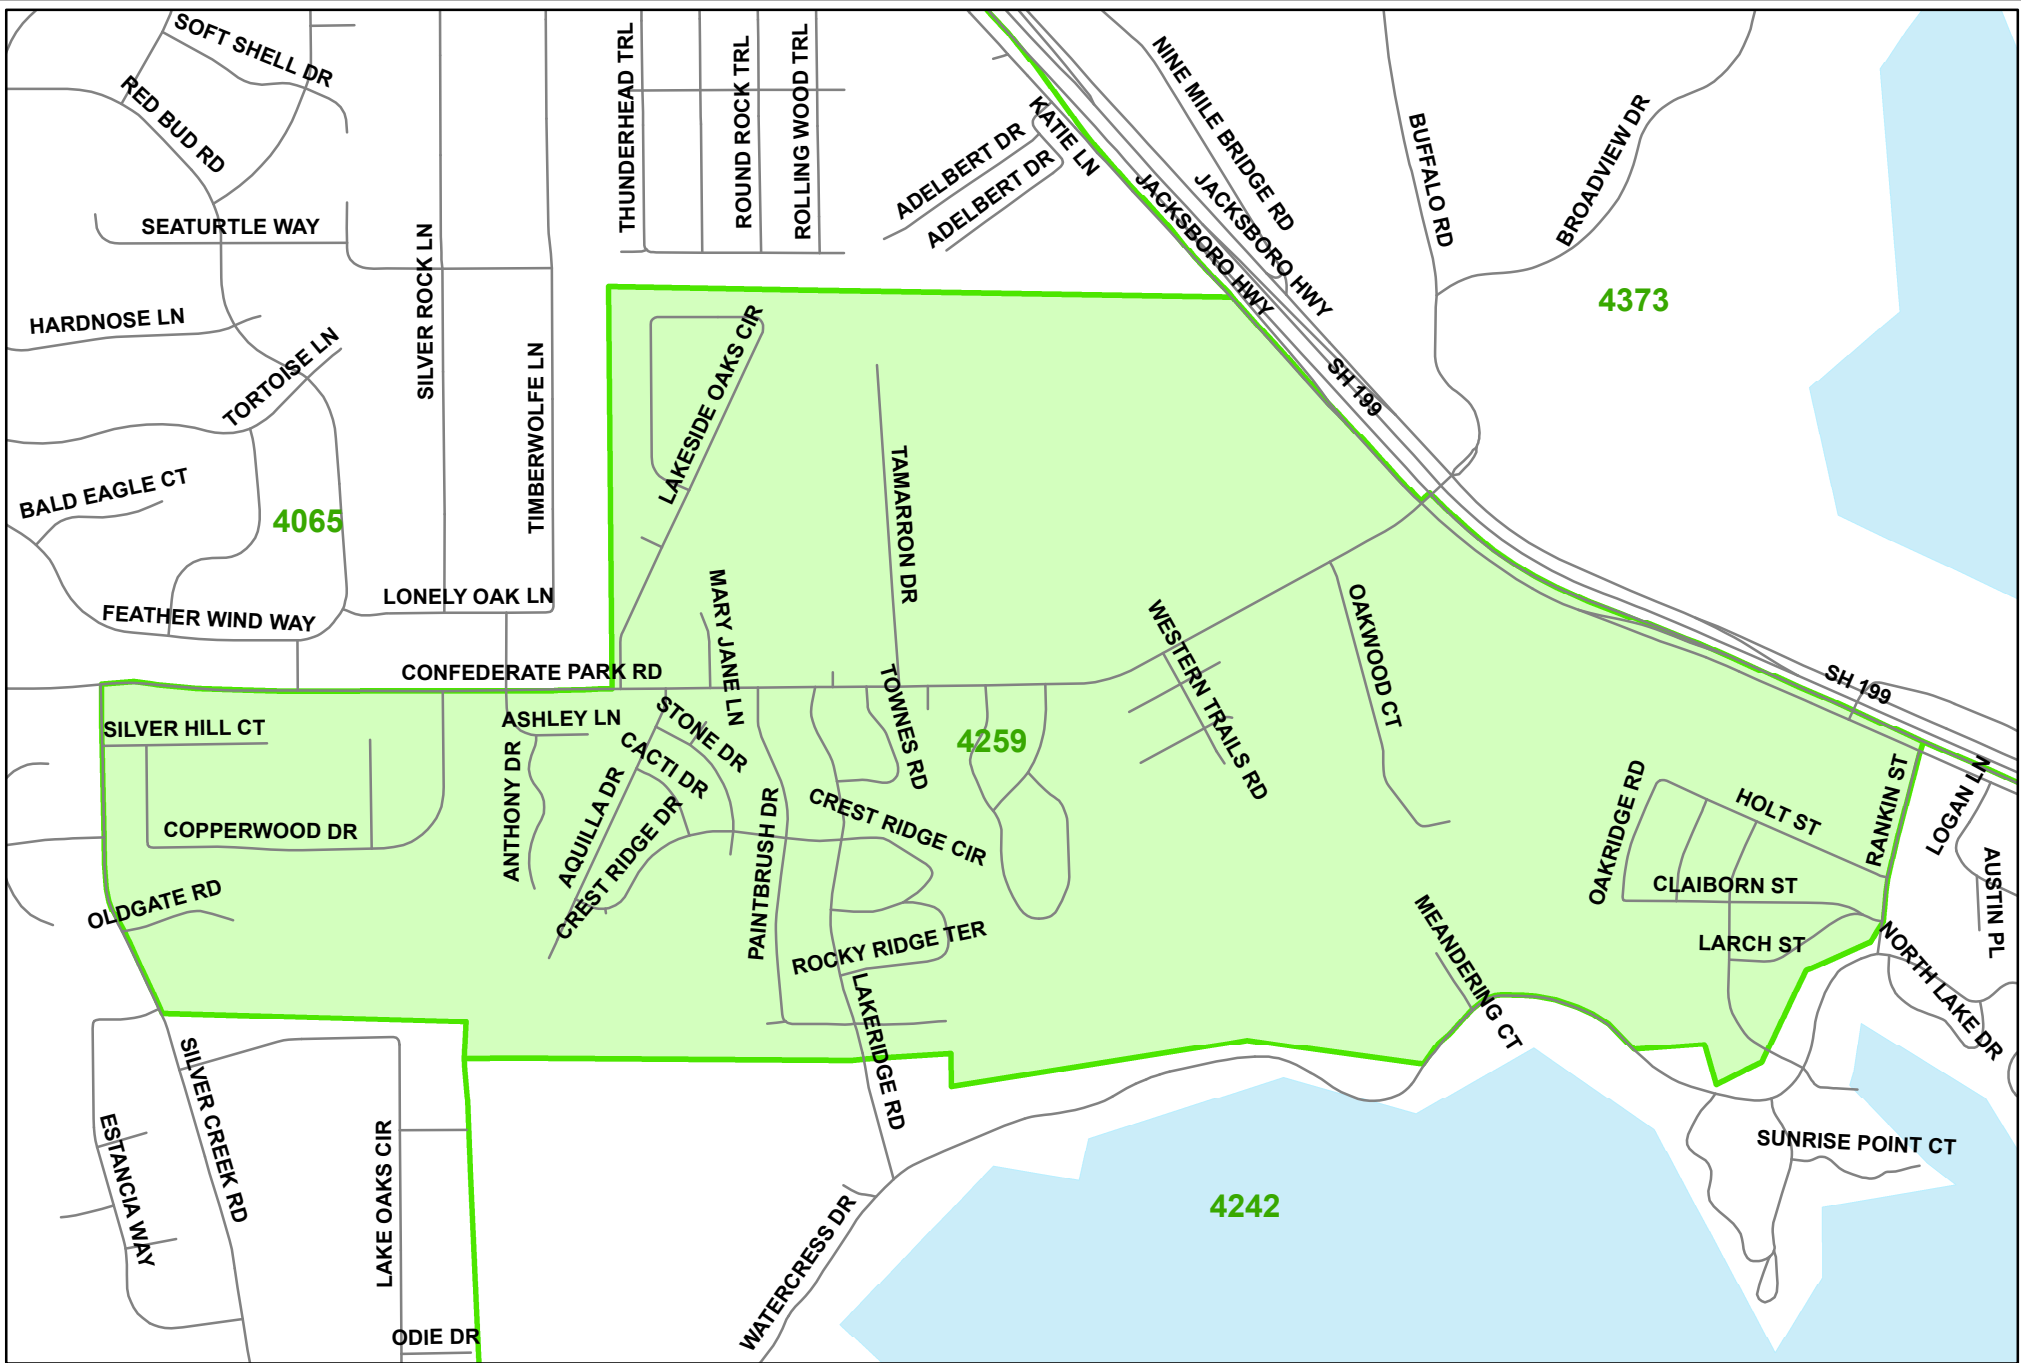 SOFT SHELL DR
RED BUD RD
SEATURTLE WAY
HARDNOSE LN
TORTOISE LN
BALD EAGLE CT
4065
FEATHER WIND WAY
SILVER ROCK LN
TIMBERWOLFE LN
LONELY OAK LN
THUNDERHEAD TRL
ROUND ROCK TRL
ROLLING WOOD TRL
ADELBERT DR
ADELBERT DR
KATIE LN
JACKSBORO HWY
JACKSBORO HWY
NINE MILE BRIDGE RD
BUFFALO RD
BROADVIEW DR
4373
SH 199
LAKESIDE OAKS CIR
TAMARRON DR
MARY JANE LN
CONFEDERATE PARK RD
TOWNES RD
4259
WESTERN TRAILS RD
OAKWOOD CT
SH 199
SILVER HILL CT
COPPERWOOD DR
OLDGATE RD
ASHLEY LN
ANTHONY DR
STONE DR
CACTI DR
AQUILLA DR
CREST RIDGE DR
PAINTBRUSH DR
CREST RIDGE CIR
ROCKY RIDGE TER
LAKERIDGE RD
MEANDERING CT
OAKRIDGE RD
HOLT ST
RANKIN ST
CLAIBORN ST
LARCH ST
LOGAN LN
AUSTIN PL
NORTH LAKE DR
SUNRISE POINT CT
SILVER CREEK RD
ESTANCIA WAY
LAKE OAKS CIR
ODIE DR
WATERCRESS DR
4242